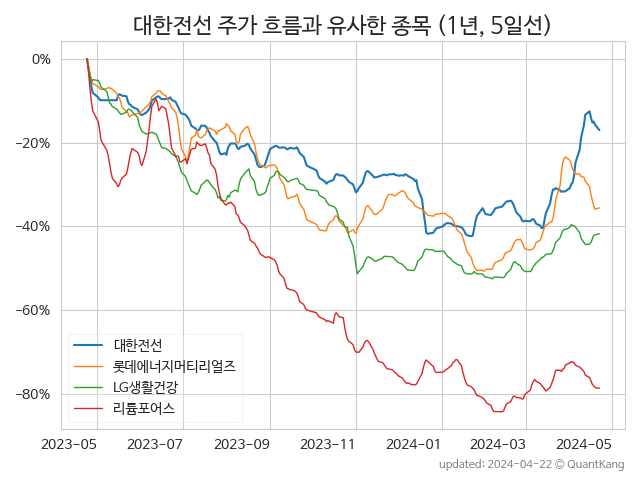 대한전선 주가 흐름과 유사한 종목 (1년, 5일선)
0%
−20%
−40%
−60%
−80%
대한전선
롯데에너지머티리얼즈
LG생활건강
리튬포어스
2023-05 2023-07 2023-09 2023-11 2024-01 2024-03 2024-05
updated: 2024-04-22 © QuantKang